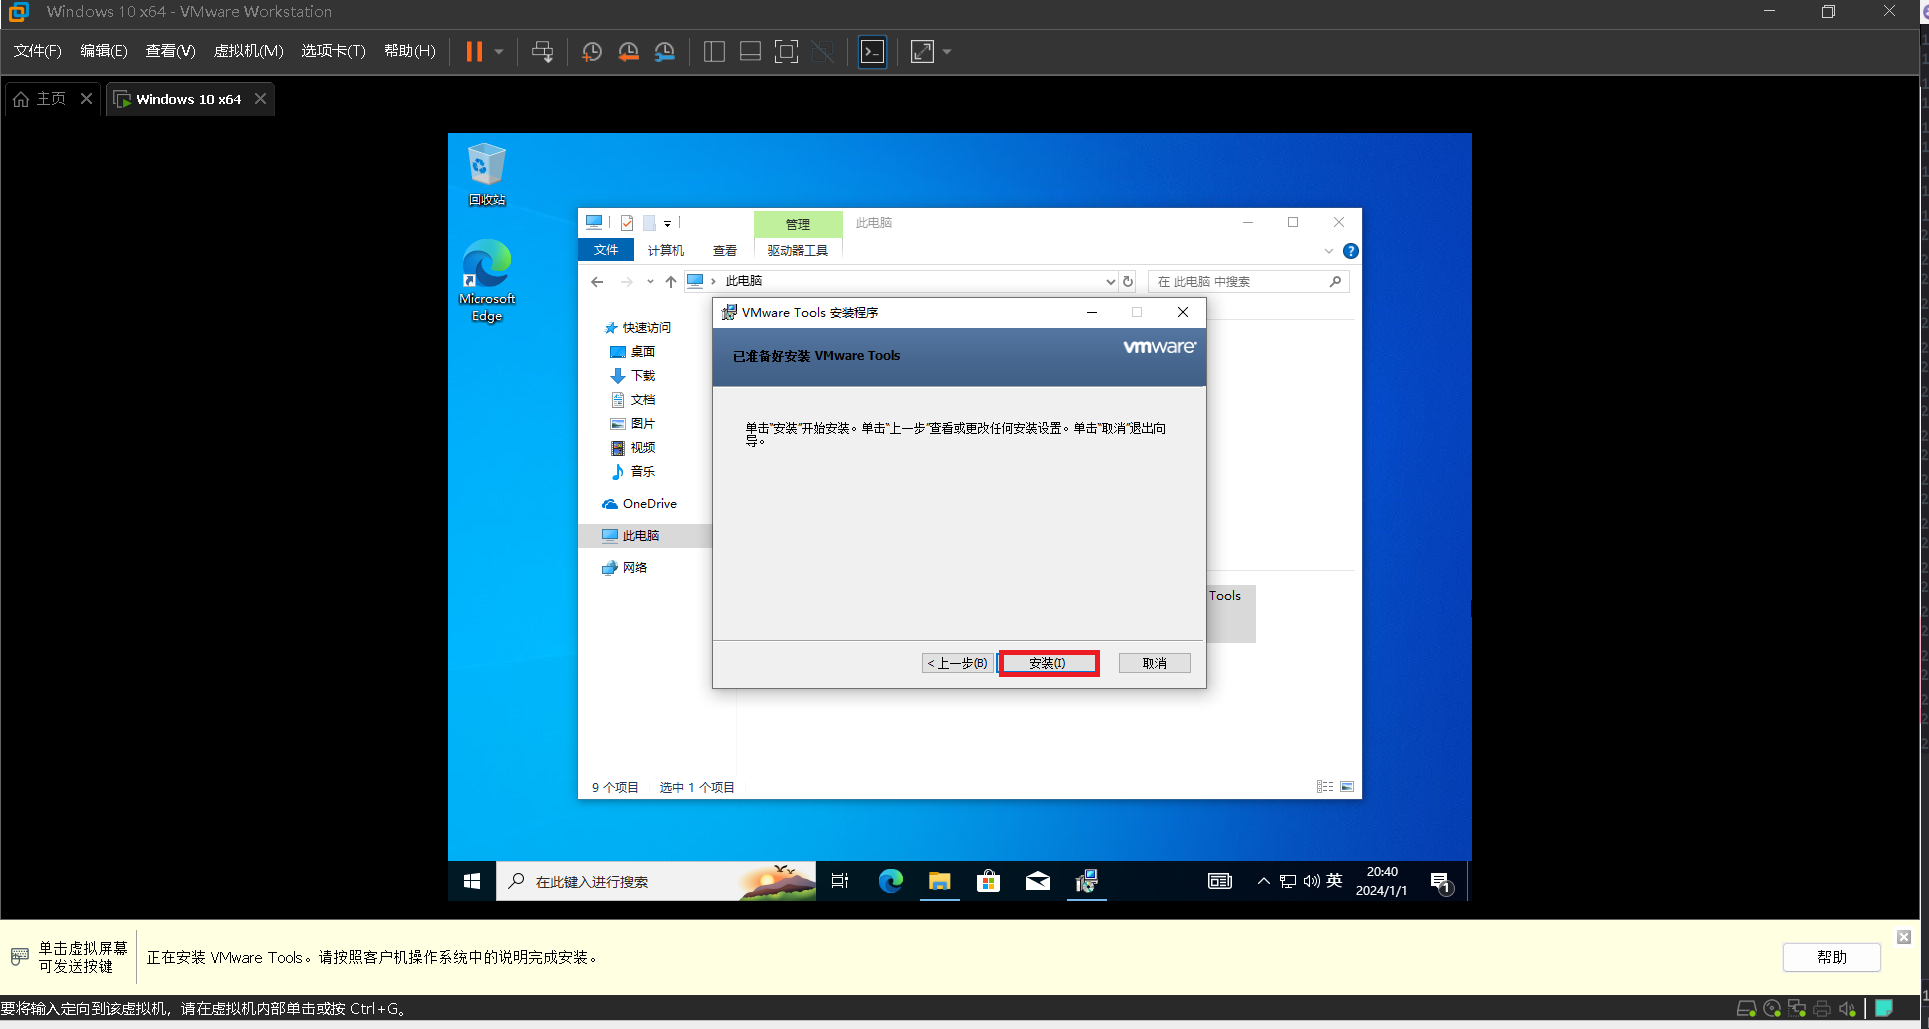 Windows 10 x64 - VMware Workstation
文件(F) 编辑(E) 查看(V) 虚拟机(M) 选项卡(T) 帮助(H)
主页 Windows 10 x64
回收站
Microsoft
Edge
管理 此电脑
文件 计算机 查看 驱动器工具
此电脑 在 此电脑 中搜索
快速访问
桌面
下载
文档
图片
视频
音乐
OneDrive
此电脑
网络
VMware Tools 安装程序
已准备好安装 VMware Tools
vmware
单击“安装”开始安装。单击“上一步”查看或更改任何安装设置。单击“取消”退出向
导。
Tools
< 上一步(B) 安装(I) 取消
9 个项目 选中 1 个项目
在此键入进行搜索
英
20:40
2024/1/1
1
单击虚拟屏幕
可发送按键
正在安装 VMware Tools。请按照客户机操作系统中的说明完成安装。
帮助
要将输入定向到该虚拟机，请在虚拟机内部单击或按 Ctrl+G。